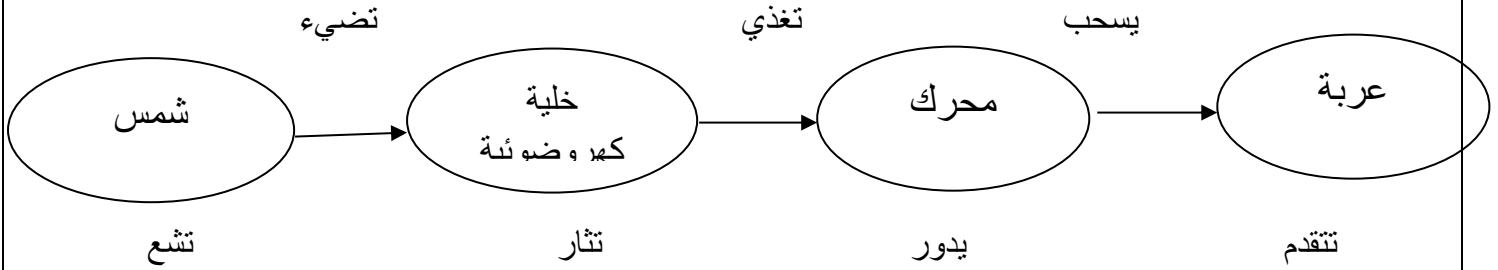 تضيء
تغذي
يسحب
شمس
خلية
كهروضوئية
محرك
عربة
تشع
تثار
يدور
تتقدم